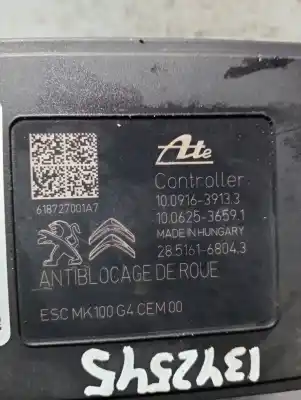 Ate
Controller
10.0916-3913.3
10.0625-3659.1
MADE IN HUNGARY
28.5161-6804.3
618727001A7
ANTIBLOCAGE DE ROUE
ESC MK100 G4 CEM 00
13Y2545